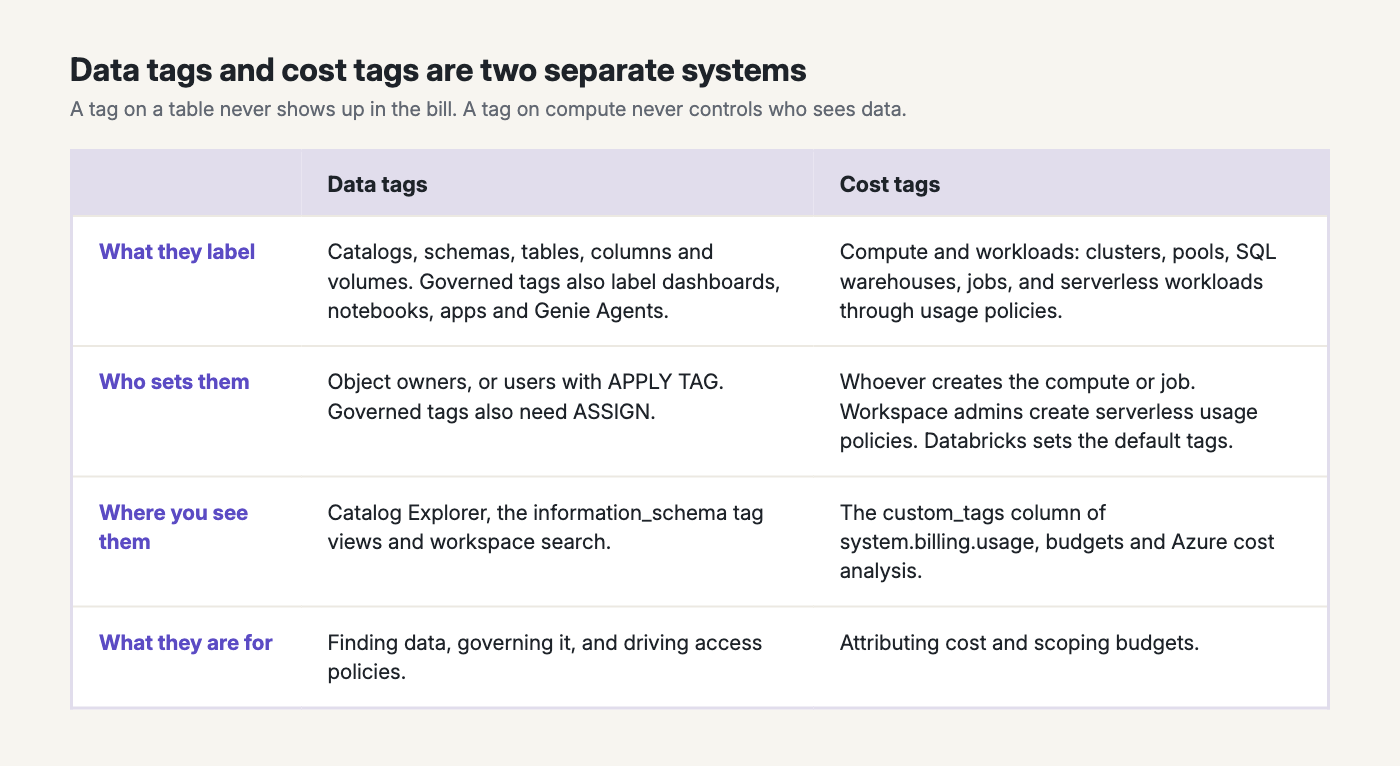 Data tags and cost tags are two separate systems
A tag on a table never shows up in the bill. A tag on compute never controls who sees data.
Data tags
Cost tags
What they label
Catalogs, schemas, tables, columns and
volumes. Governed tags also label dashboards,
notebooks, apps and Genie Agents.
Compute and workloads: clusters, pools, SQL
warehouses, jobs, and serverless workloads
through usage policies.
Who sets them
Object owners, or users with APPLY TAG.
Governed tags also need ASSIGN.
Whoever creates the compute or job.
Workspace admins create serverless usage
policies. Databricks sets the default tags.
Where you see
them
Catalog Explorer, the information_schema tag
views and workspace search.
The custom_tags column of
system.billing.usage, budgets and Azure cost
analysis.
What they are for
Finding data, governing it, and driving access
policies.
Attributing cost and scoping budgets.